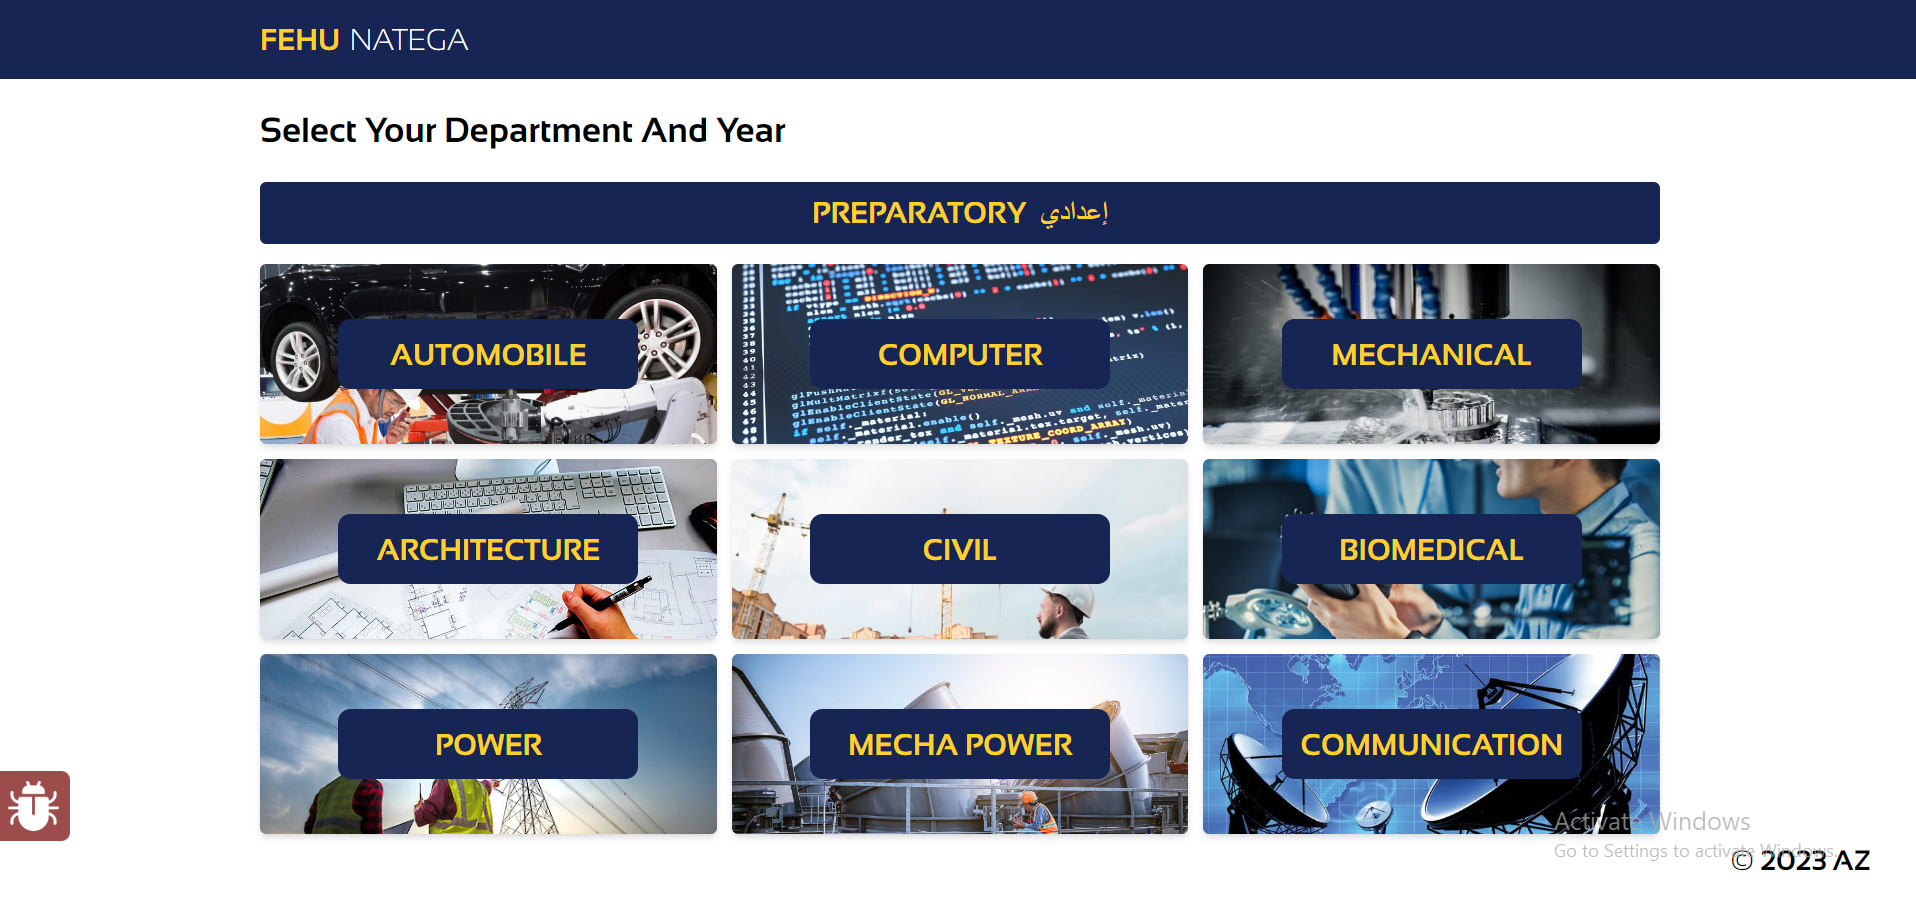 FEHU NATEGA
Select Your Department And Year
PREPARATORY إعدادي
AUTOMOBILE
COMPUTER
MECHANICAL
ARCHITECTURE
CIVIL
BIOMEDICAL
POWER
MECHA POWER
COMMUNICATION
Activate Windows
Go to Settings to activate Windows.
© 2023 AZ